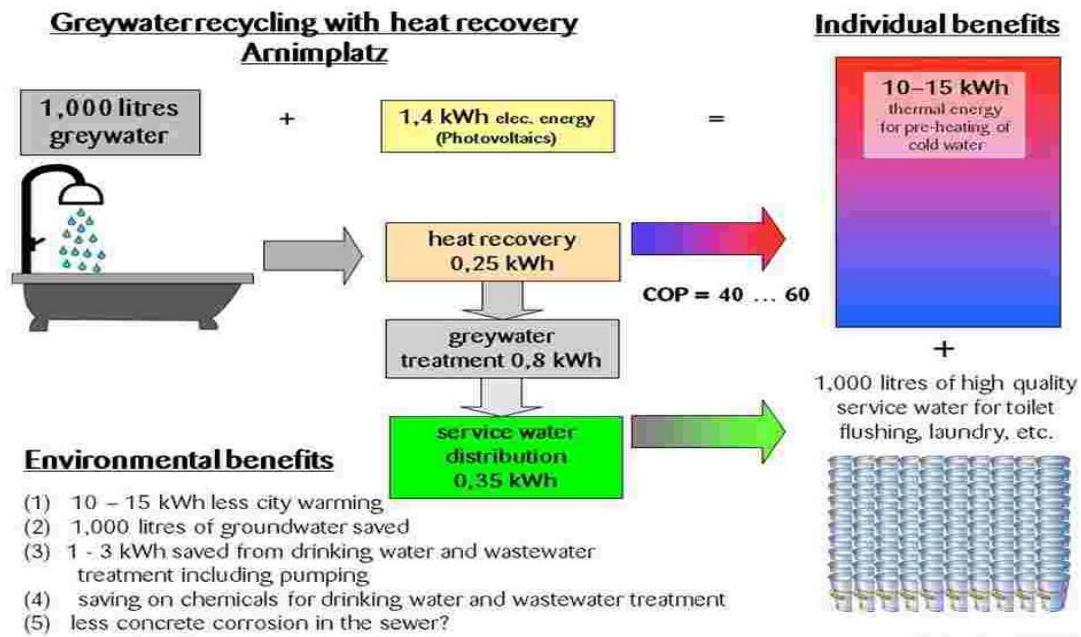 Greywater recycling with heat recovery
Arnimplatz
1,000 litres
greywater
+
1,4 kWh elec. energy
(Photovoltaics)
=
heat recovery
0,25 kWh
COP = 40 ... 60
greywater
treatment 0,8 kWh
service water
distribution
0,35 kWh
Individual benefits
10–15 kWh
thermal energy
for pre-heating of
cold water
+
1,000 litres of high quality
service water for toilet
flushing, laundry, etc.
Environmental benefits
(1) 10 – 15 kWh less city warming
(2) 1,000 litres of groundwater saved
(3) 1 - 3 kWh saved from drinking water and wastewater
treatment including pumping
(4) saving on chemicals for drinking water and wastewater treatment
(5) less concrete corrosion in the sewer?